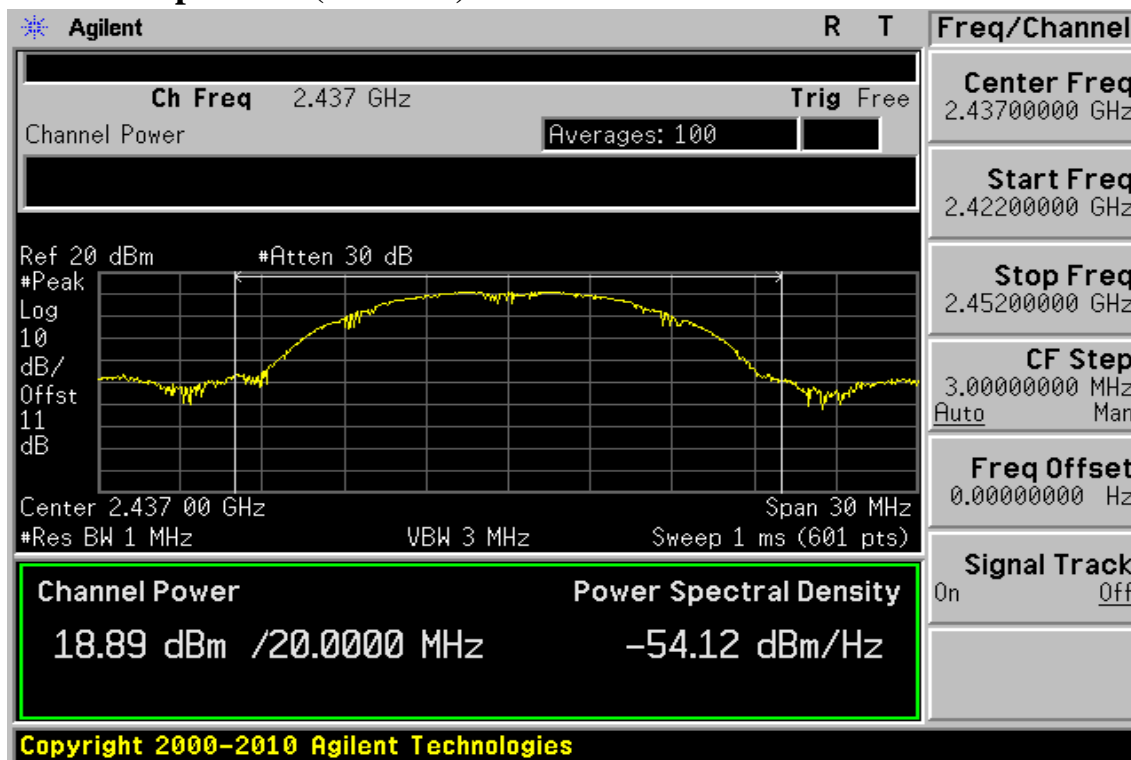 Agilent R T
Ch Freq 2.437 GHz Trig Free
Channel Power Averages: 100
Ref 20 dBm #Atten 30 dB
#Peak
Log
10
dB/
Offst
11
dB
Center 2.437 00 GHz Span 30 MHz
#Res BW 1 MHz VBW 3 MHz Sweep 1 ms (601 pts)
Channel Power Power Spectral Density
18.89 dBm /20.0000 MHz -54.12 dBm/Hz
Copyright 2000-2010 Agilent Technologies
Freq/Channel
Center Freq
2.43700000 GHz
Start Freq
2.42200000 GHz
Stop Freq
2.45200000 GHz
CF Step
3.00000000 MHz
Auto Man
Freq Offset
0.00000000 Hz
Signal Track
On Off